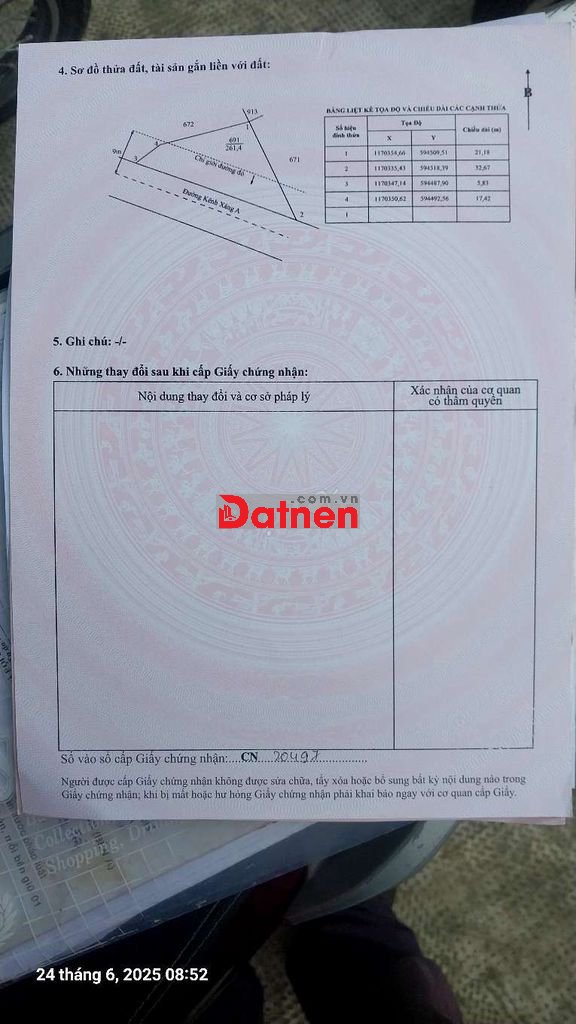 4. Sơ đồ thửa đất, tài sản gắn liền với đất:
B
913
672
1
691
261,4
671
4
9m
3
Chỉ giới đường đỏ
Đường Kênh Xáng A
2
BẢNG LIỆT KÊ TỌA ĐỘ VÀ CHIỀU DÀI CÁC CẠNH THỬA
Số hiệu đỉnh thửa Tọa Độ Chiều dài (m)
X Y
1 1170354,66 594509,51 21,18
2 1170335,43 594518,39 32,67
3 1170347,14 594487,90 5,83
4 1170350,62 594492,56 17,42
1
5. Ghi chú: -/-
6. Những thay đổi sau khi cấp Giấy chứng nhận:
Nội dung thay đổi và cơ sở pháp lý
Xác nhận của cơ quan
có thẩm quyền
.com.vn
Datnen
Số vào sổ cấp Giấy chứng nhận:....CN....20497...............
Người được cấp Giấy chứng nhận không được sửa chữa, tẩy xóa hoặc bổ sung bất kỳ nội dung nào trong
Giấy chứng nhận; khi bị mất hoặc hư hỏng Giấy chứng nhận phải khai báo ngay với cơ quan cấp Giấy.
Shopping,
24 tháng 6, 2025 08:52